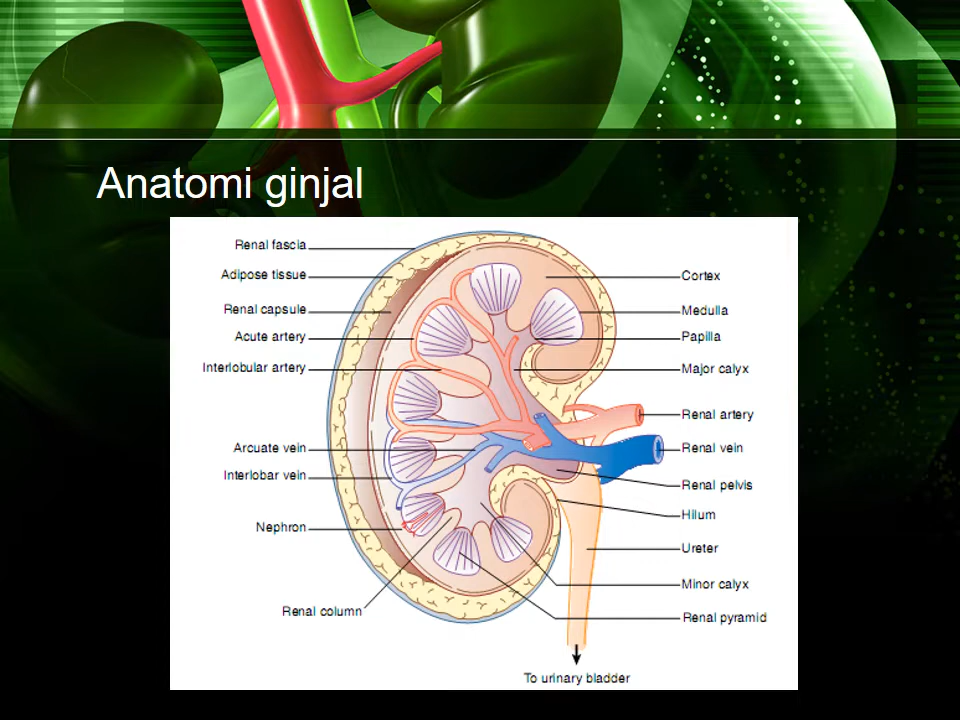 Anatomi ginjal
Renal fascia
Adipose tissue
Renal capsule
Acute artery
Interlobular artery
Arcuate vein
Interlobar vein
Nephron
Renal column
Cortex
Medulla
Papilla
Major calyx
Renal artery
Renal vein
Renal pelvis
Hilum
Ureter
Minor calyx
Renal pyramid
To urinary bladder